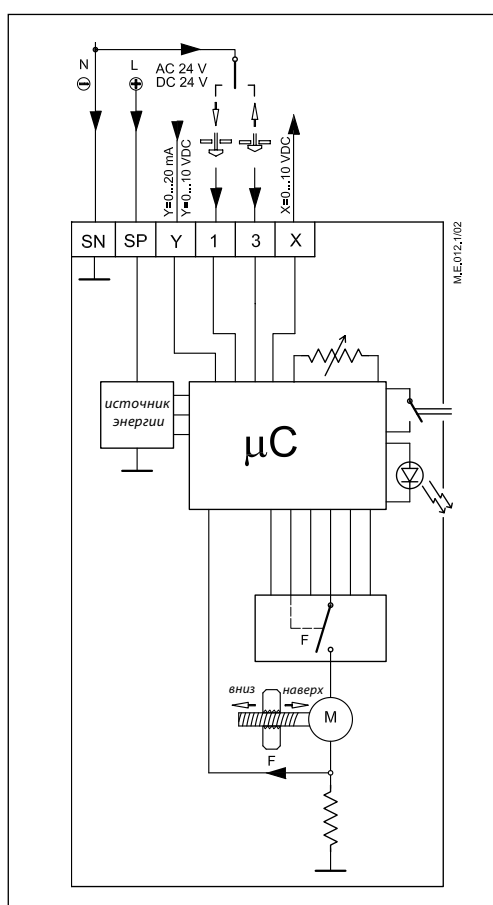 N
L
AC 24 V
DC 24 V
Y=0...20 mA
Y=0...10 VDC
X=0...10 VDC
SN SP Y 1 3 X
M.E.012.1/02
источник
энергии
μC
F
вниз наверх
M
F